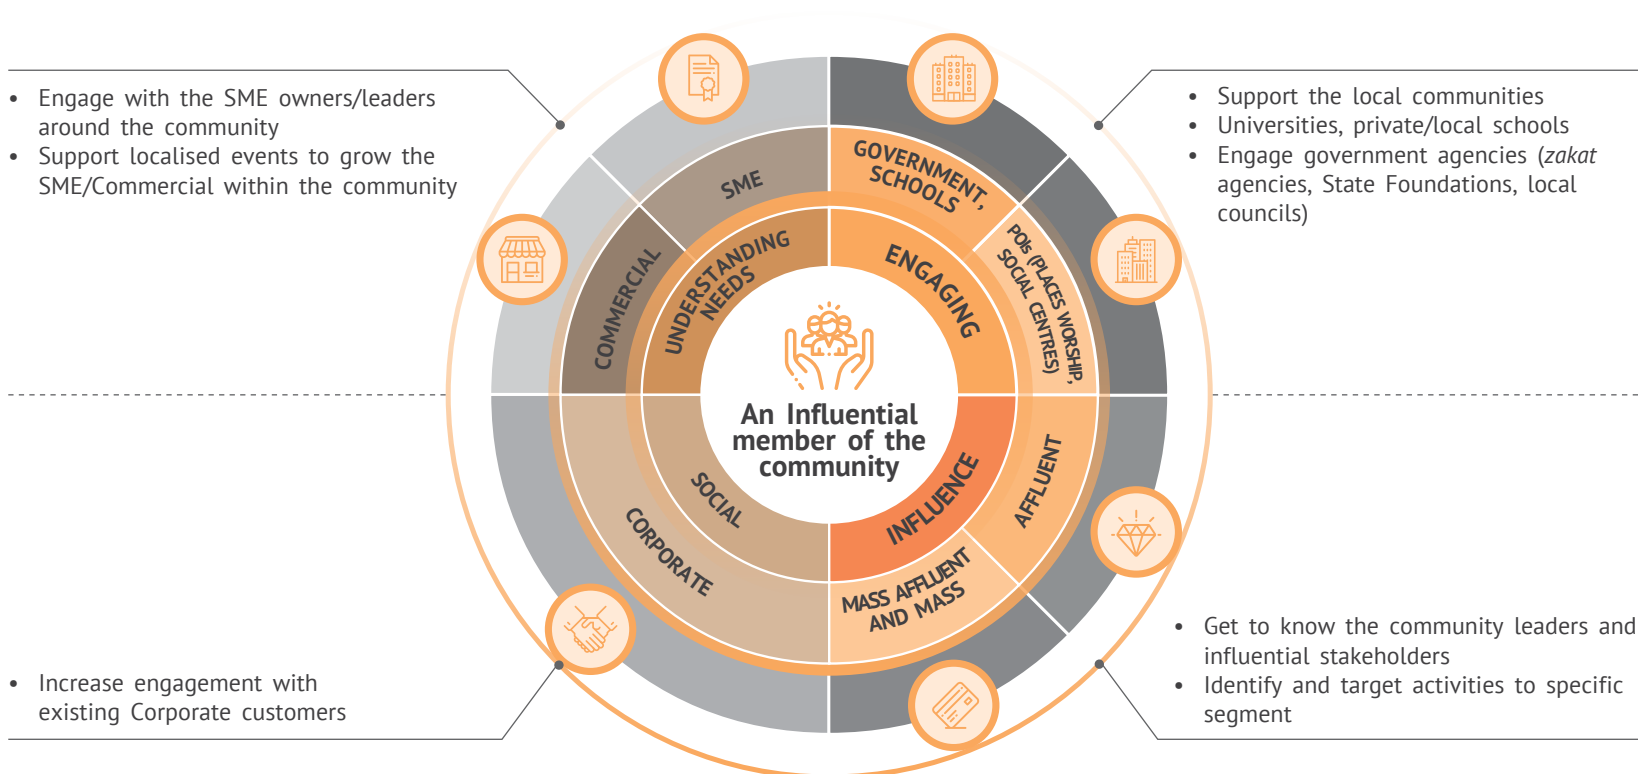 • Engage with the SME owners/leaders
around the community
• Support localised events to grow the
SME/Commercial within the community
• Support the local communities
• Universities, private/local schools
• Engage government agencies (zakat
agencies, State Foundations, local
councils)
SME
GOVERNMENT,
SCHOOLS
COMMERCIAL
UNDERSTANDING
NEEDS
ENGAGING
POIs (PLACES WORSHIP,
SOCIAL CENTRES)
An Influential
member of the
community
SOCIAL
INFLUENCE
AFFLUENT
CORPORATE
MASS AFFLUENT
AND MASS
• Increase engagement with
existing Corporate customers
• Get to know the community leaders and
influential stakeholders
• Identify and target activities to specific
segment